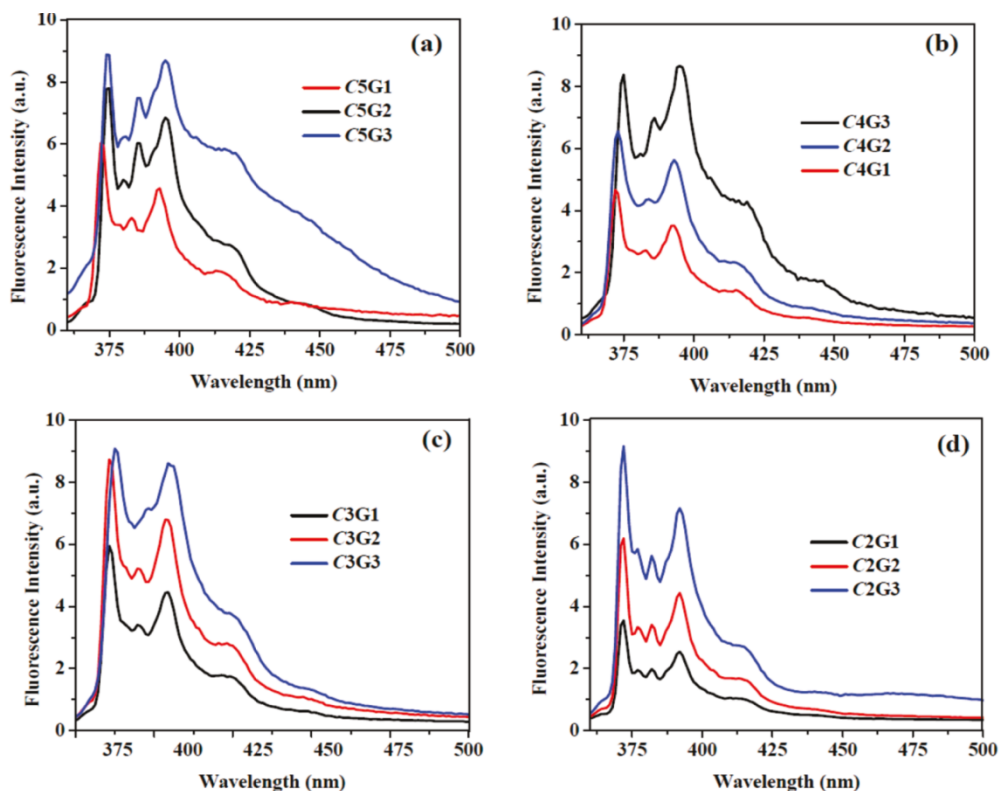 (a)
10
8
6
4
2
0
C5G1
C5G2
C5G3
Fluorescence Intensity (a.u.)
375 400 425 450 475 500
Wavelength (nm)
(b)
10
8
6
4
2
0
C4G3
C4G2
C4G1
Fluorescence Intensity (a.u.)
375 400 425 450 475 500
Wavelength (nm)
(c)
10
8
6
4
2
0
C3G1
C3G2
C3G3
Fluorescence Intensity (a.u.)
375 400 425 450 475 500
Wavelength (nm)
(d)
10
8
6
4
2
0
C2G1
C2G2
C2G3
Fluorescence Intensity (a.u.)
375 400 425 450 475 500
Wavelength (nm)